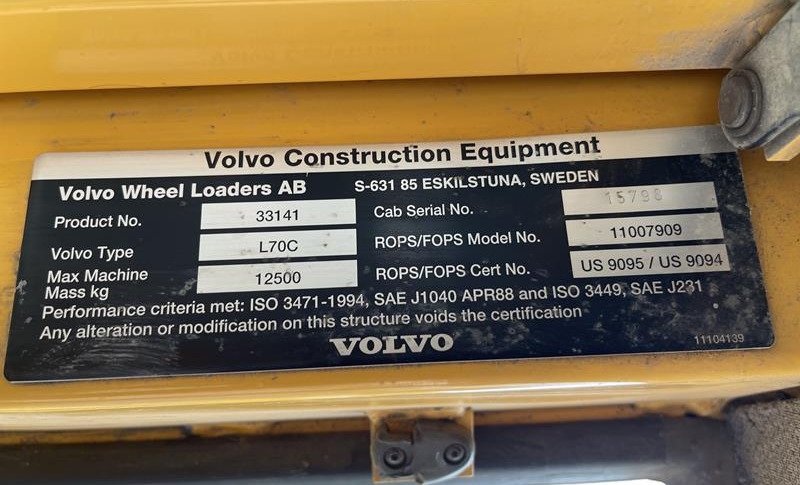 Volvo Construction Equipment
Volvo Wheel Loaders AB S-631 85 ESKILSTUNA, SWEDEN
Product No. 33141 Cab Serial No. 15798
Volvo Type L70C ROPS/FOPS Model No. 11007909
Max Machine
Mass kg 12500 ROPS/FOPS Cert No. US 9095 / US 9094
Performance criteria met: ISO 3471-1994, SAE J1040 APR88 and ISO 3449, SAE J231
Any alteration or modification on this structure voids the certification
VOLVO
11104139